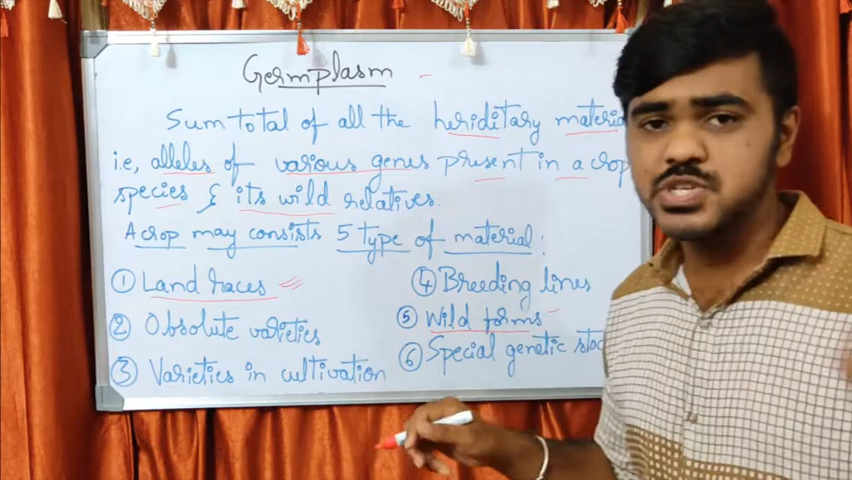 Germplasm
Sum total of all the heriditary material
i.e, alleles of various genes present in a crop
species & its wild relatives.
A crop may consists 5 type of material:
① Land races
② Obsolute varieties
③ Varieties in cultivation
④ Breeding lines
⑤ Wild forms
⑥ Special genetic